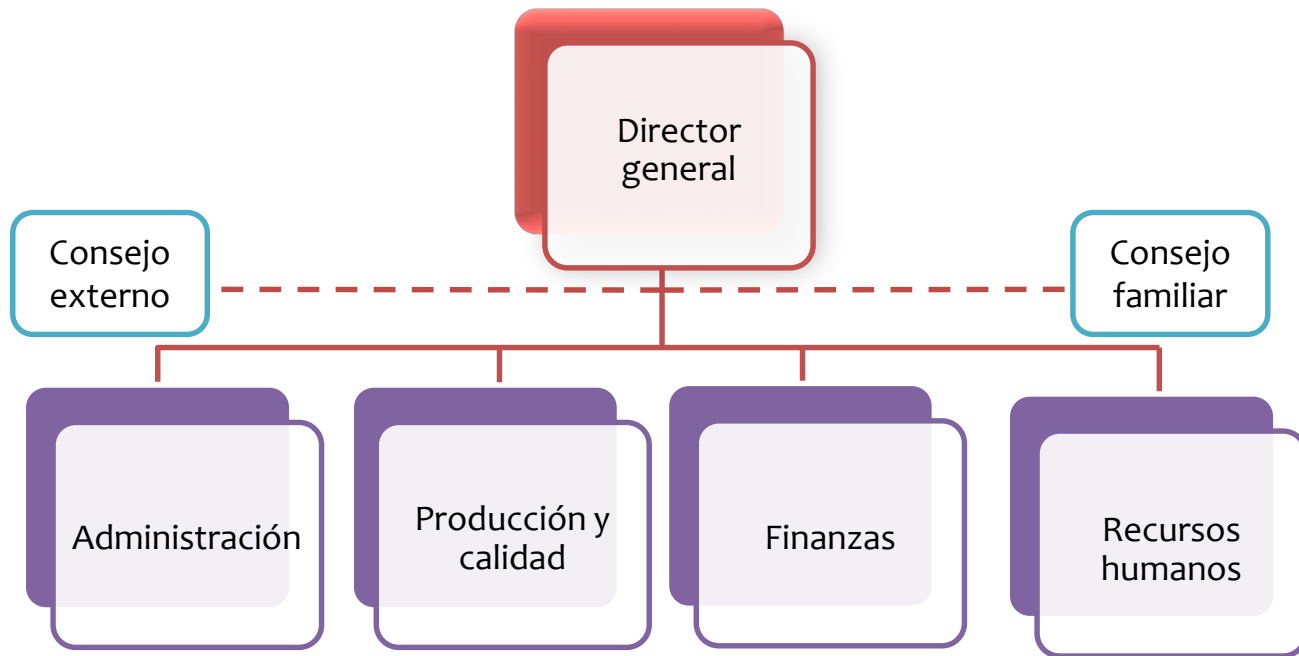 Director
general
Consejo
externo
Consejo
familiar
Administración
Producción y
calidad
Finanzas
Recursos
humanos